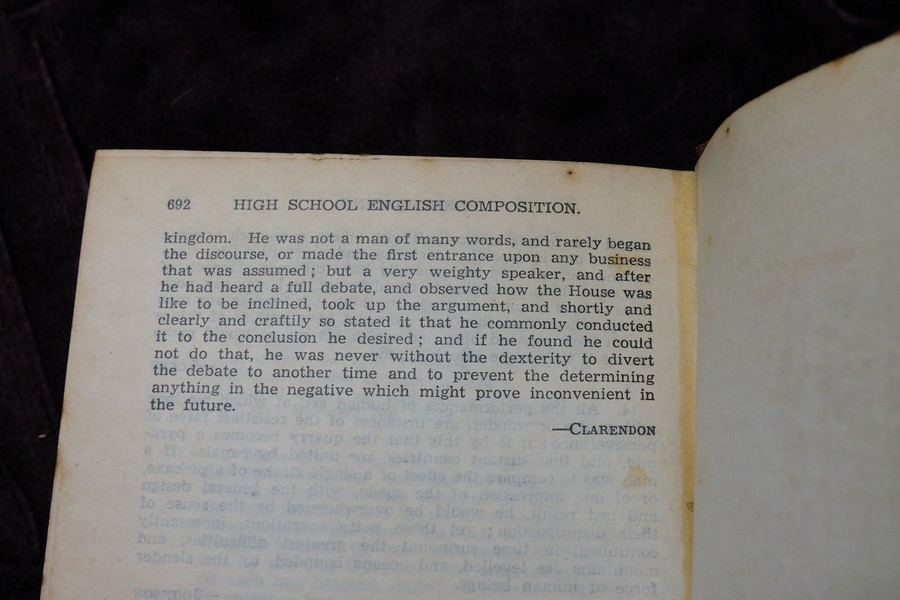 692 HIGH SCHOOL ENGLISH COMPOSITION.
kingdom. He was not a man of many words, and rarely began
the discourse, or made the first entrance upon any business
that was assumed; but a very weighty speaker, and after
he had heard a full debate, and observed how the House was
like to be inclined, took up the argument, and shortly and
clearly and craftily so stated it that he commonly conducted
it to the conclusion he desired; and if he found he could
not do that, he was never without the dexterity to divert
the debate to another time and to prevent the determining
anything in the negative which might prove inconvenient in
the future.
—CLARENDON